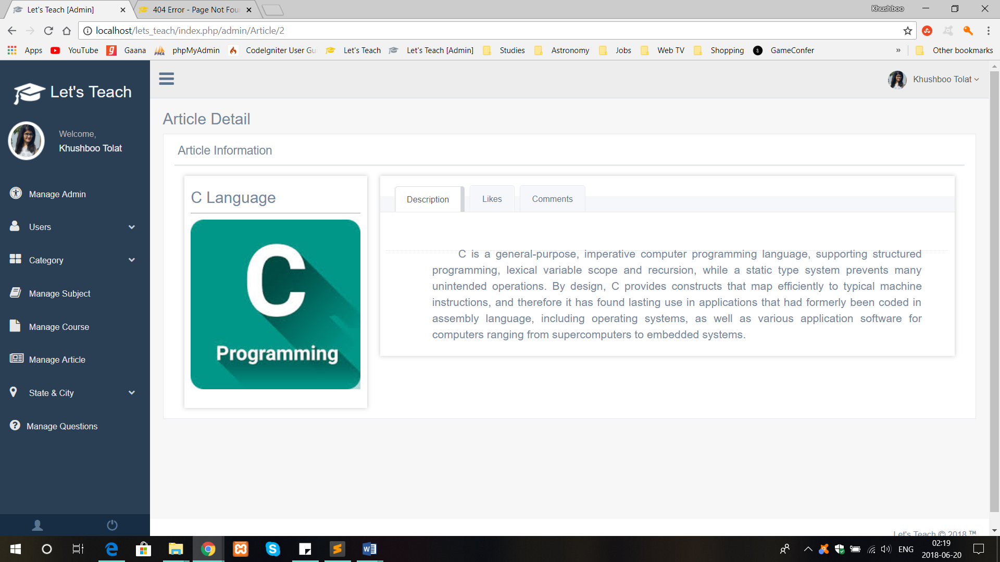 Let's Teach [Admin]
404 Error - Page Not Fou
Khushboo
localhost/lets_teach/index.php/admin/Article/2
Apps
YouTube
Gaana
phpMyAdmin
CodeIgniter User Gu
Let's Teach
Let's Teach [Admin]
Studies
Astronomy
Jobs
Web TV
Shopping
GameConfer
»
Other bookmarks
Let's Teach
Welcome,
Khushboo Tolat
Manage Admin
Users
Category
Manage Subject
Manage Course
Manage Article
State & City
Manage Questions
Khushboo Tolat
Article Detail
Article Information
C Language
C
Programming
Description
Likes
Comments
C is a general-purpose, imperative computer programming language, supporting structured
programming, lexical variable scope and recursion, while a static type system prevents many
unintended operations. By design, C provides constructs that map efficiently to typical machine
instructions, and therefore it has found lasting use in applications that had formerly been coded in
assembly language, including operating systems, as well as various application software for
computers ranging from supercomputers to embedded systems.
Let's Teach © 2018 ™
ENG
02:19
2018-06-20